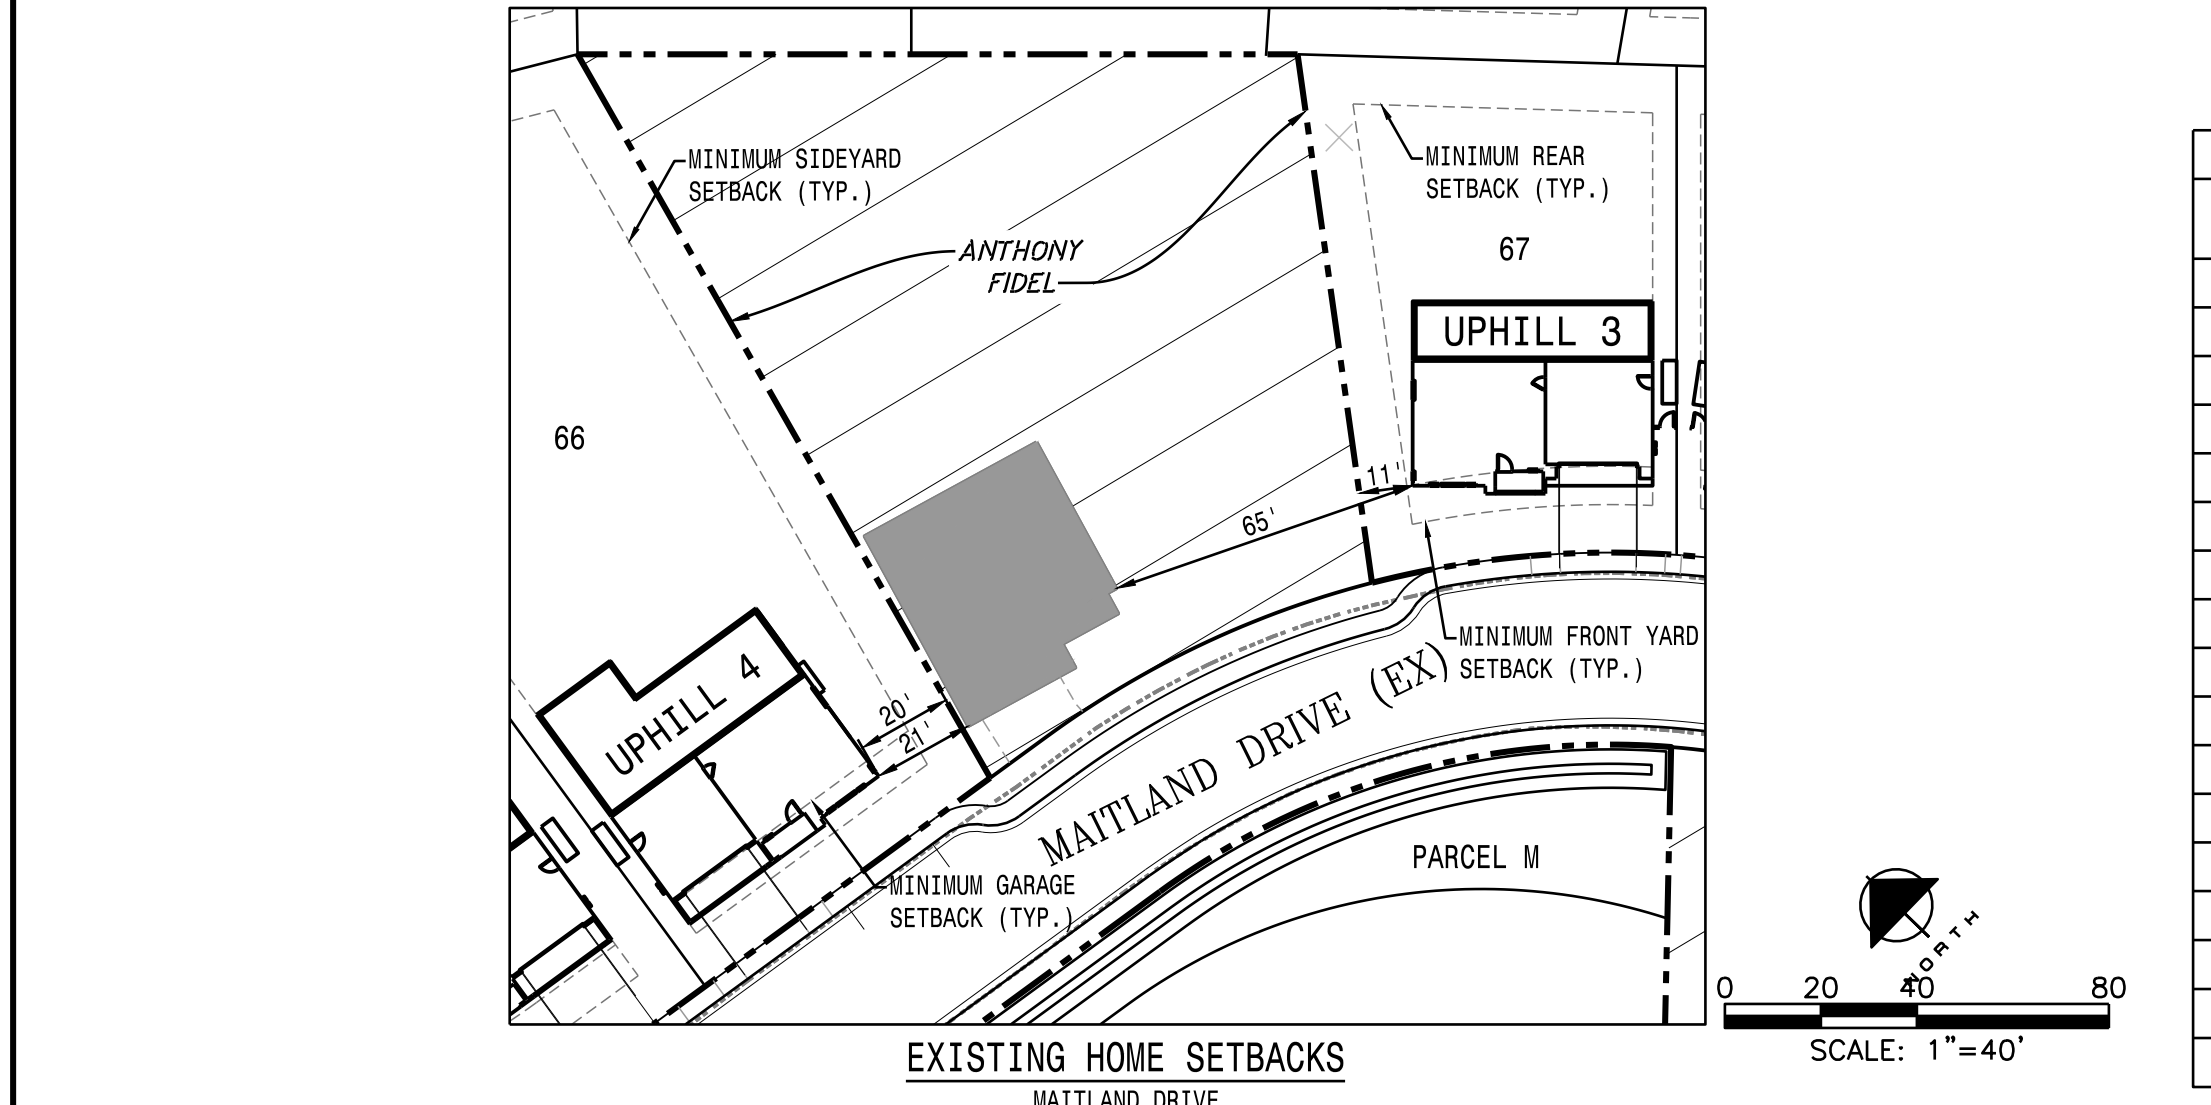 MINIMUM SIDEYARD
SETBACK (TYP.)
MINIMUM REAR
SETBACK (TYP.)
ANTHONY
FIDEL
67
UPHILL 3
66
11'
65'
UPHILL 4
20'
21'
MINIMUM FRONT YARD
SETBACK (TYP.)
MAITLAND DRIVE (EX)
PARCEL M
MINIMUM GARAGE
SETBACK (TYP.)
NORTH
0 20 40 80
SCALE: 1"=40'
EXISTING HOME SETBACKS
MAITLAND DRIVE